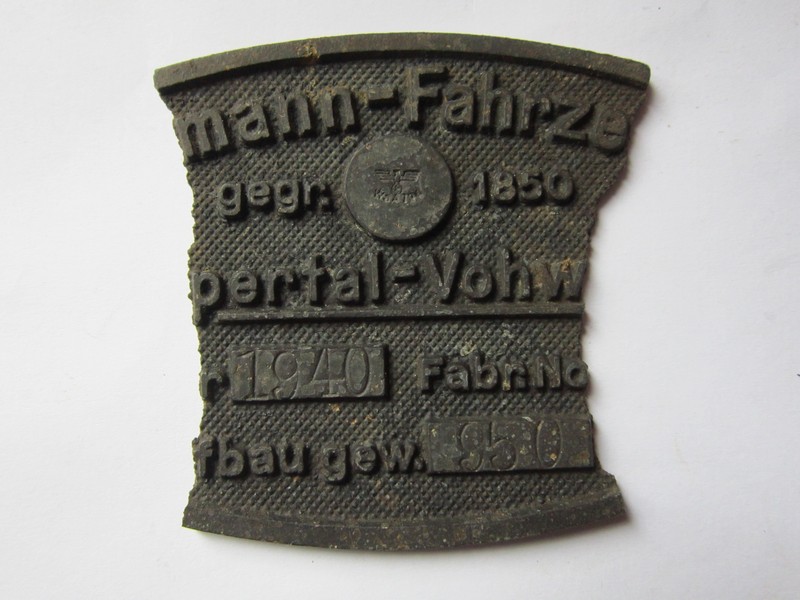 mann-Fahrze
gegr. 1850
pertal-Vohw
r 1940 Fabr.No
fbau gew. 950